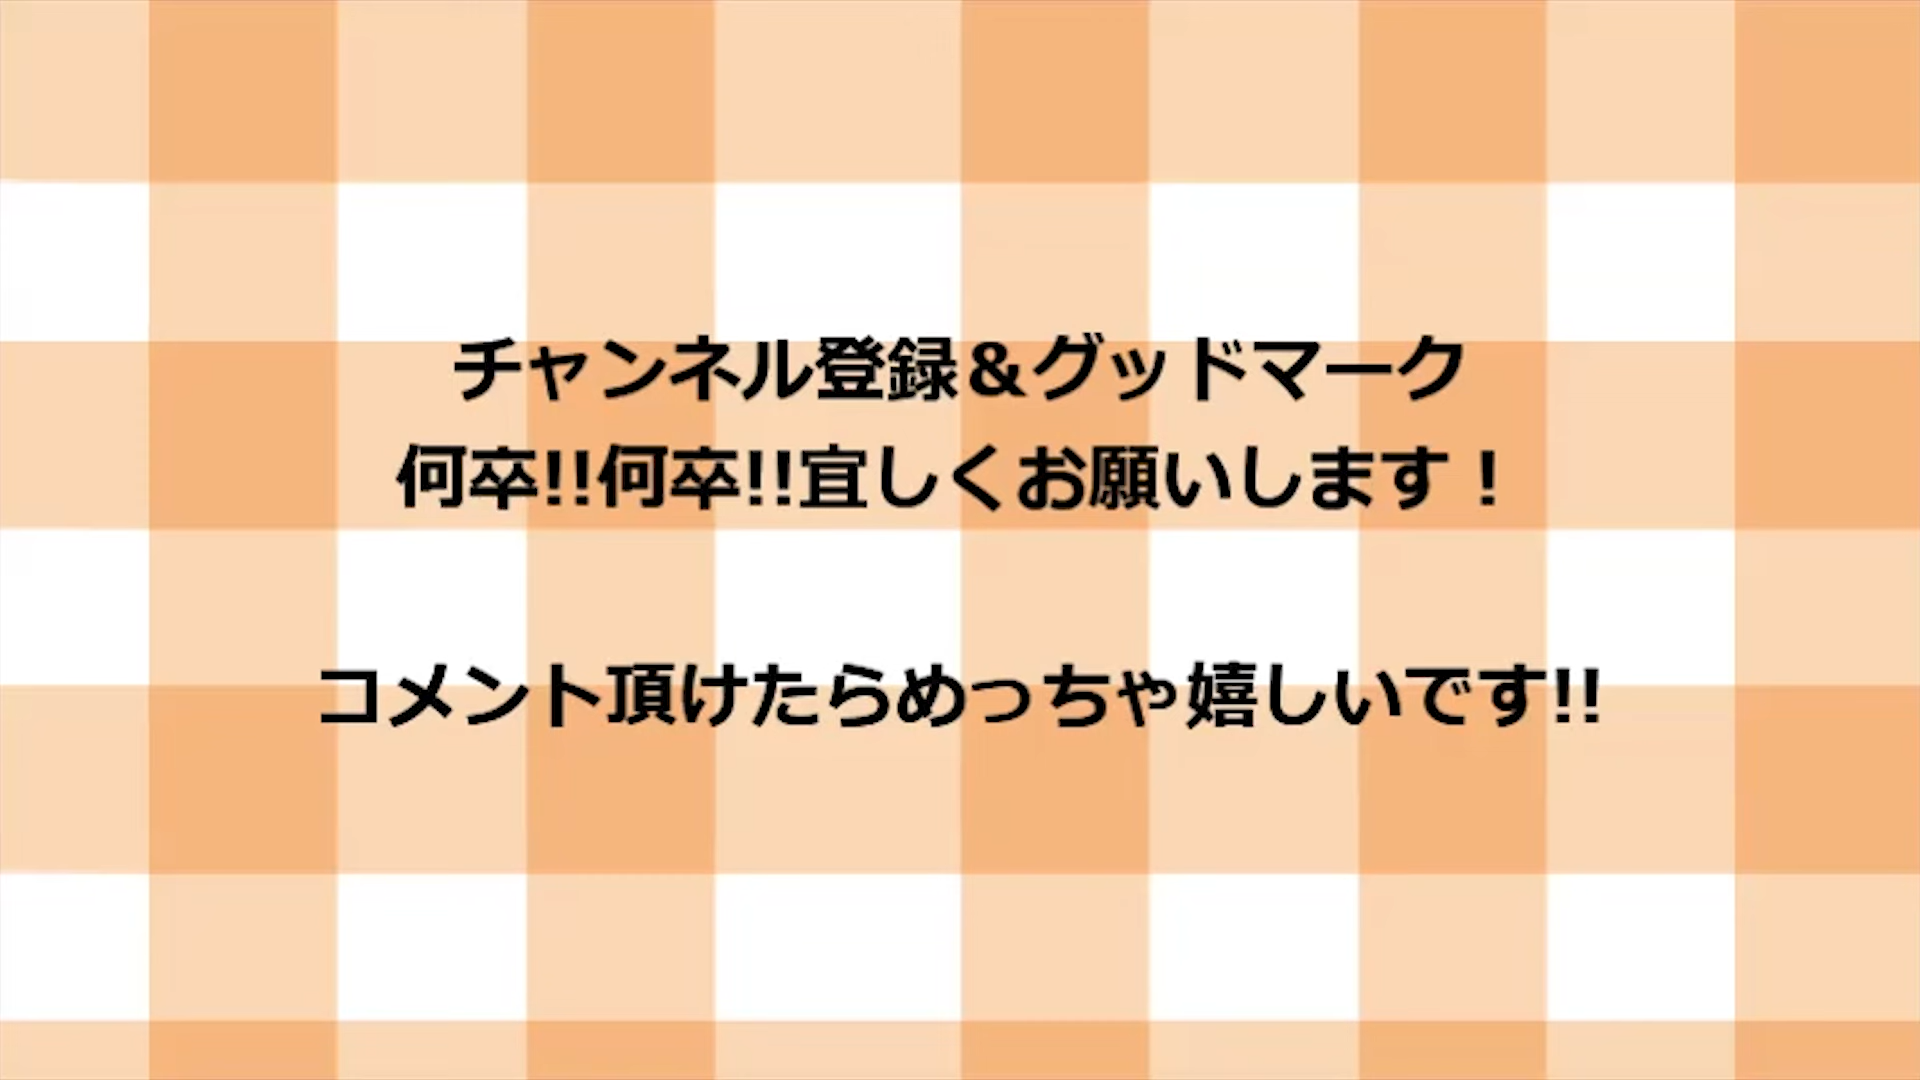 チャンネル登録＆グッドマーク
何卒!!何卒!!宜しくお願いします！
コメント頂けたらめっちゃ嬉しいです!!